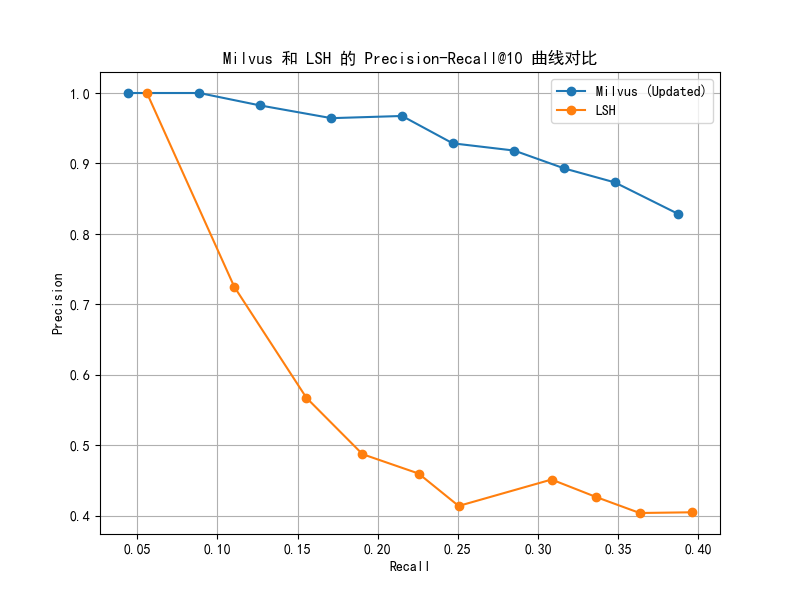 Milvus 和 LSH 的 Precision-Recall@10 曲线对比
Milvus (Updated)
LSH
1.0
0.9
0.8
0.7
0.6
0.5
0.4
Precision
0.05 0.10 0.15 0.20 0.25 0.30 0.35 0.40
Recall